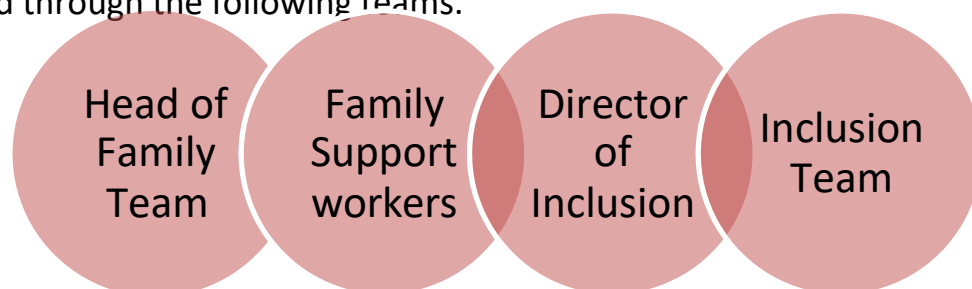 d through the following teams.
Head of
Family
Team
Family
Support
workers
Director
of
Inclusion
Inclusion
Team